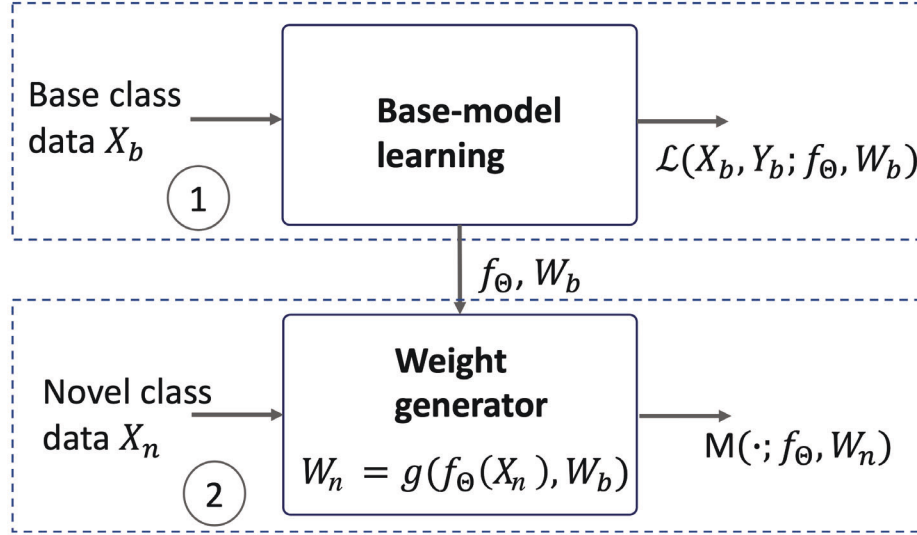 Base class
data X_b
1
Base-model
learning
ℒ(X_b, Y_b; f_Θ, W_b)
f_Θ, W_b
Novel class
data X_n
2
Weight
generator
W_n = g(f_Θ(X_n), W_b)
M(·; f_Θ, W_n)